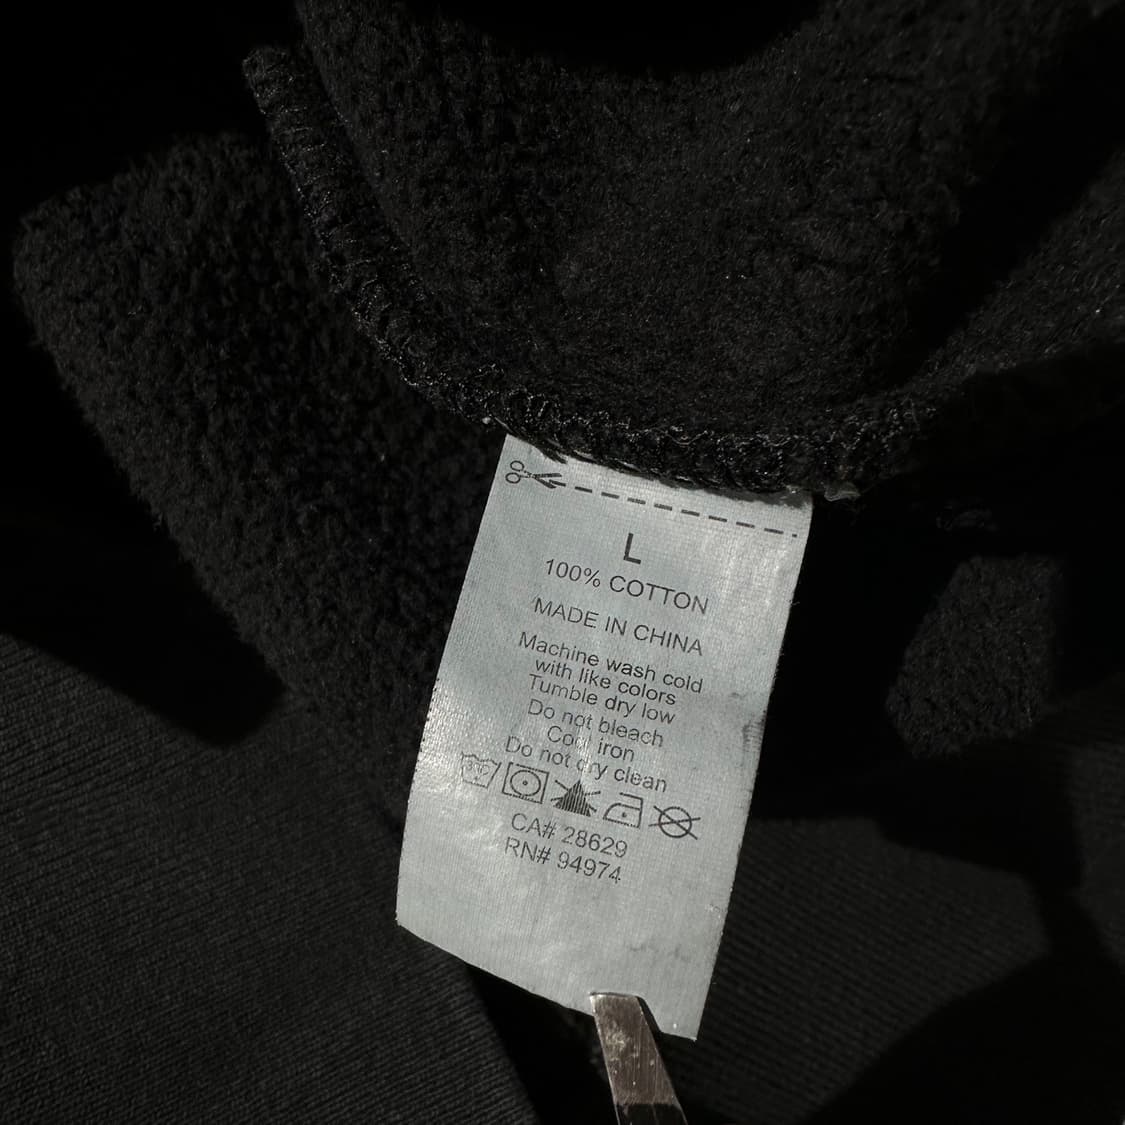 L
100% COTTON
MADE IN CHINA
Machine wash cold
with like colors
Tumble dry low
Do not bleach
Cool iron
Do not dry clean
CA# 28629
RN# 94974